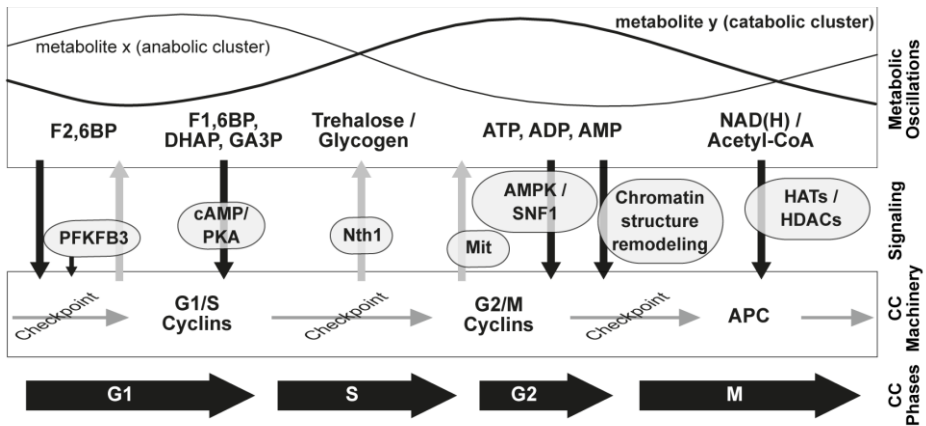 metabolite y (catabolic cluster)
metabolite x (anabolic cluster)
F2,6BP
F1,6BP,
DHAP, GA3P
Trehalose /
Glycogen
ATP, ADP, AMP
NAD(H) /
Acetyl-CoA
Metabolic
Oscillations
PFKFB3
cAMP/
PKA
Nth1
Mit
AMPK /
SNF1
Chromatin
structure
remodeling
HATs /
HDACs
Signaling
Checkpoint
G1/S
Cyclins
Checkpoint
G2/M
Cyclins
Checkpoint
APC
CC
Machinery
G1
S
G2
M
CC
Phases